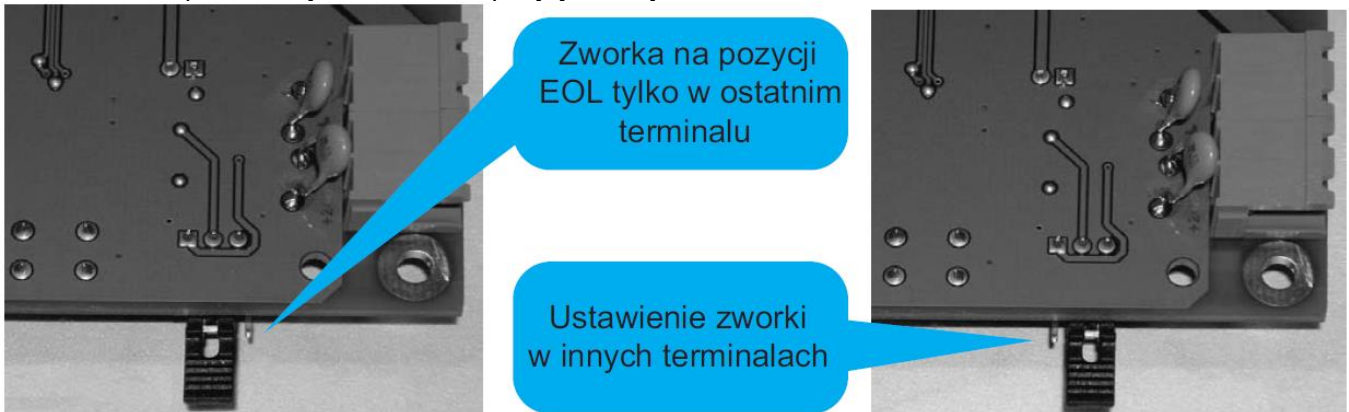 Zworka na pozycji
EOL tylko w ostatnim
terminalu
Ustawienie zworki
w innych terminalach